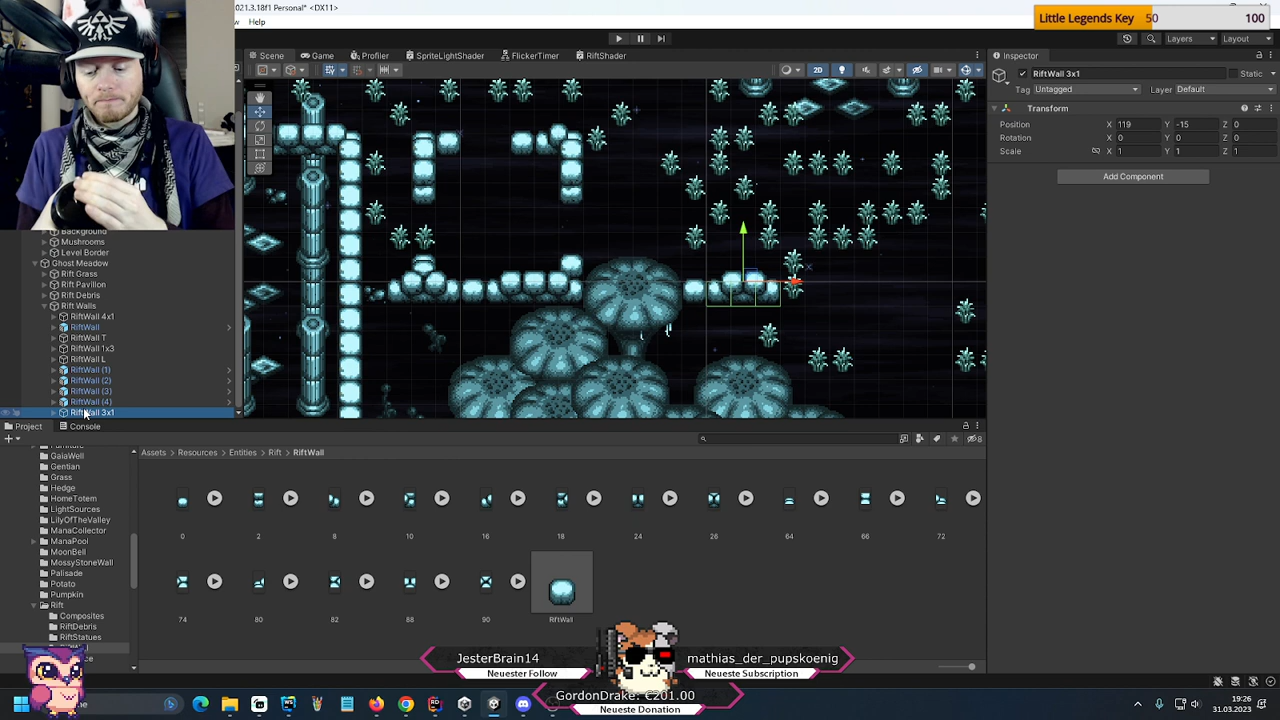 021.3.18f1 Personal* <DX11>
Little Legends Key 50 100
Help
Layers Layout
Scene Game Profiler SpriteLightShader FlickerTimer RiftShader
2D
Inspector
RiftWall 3x1 Static
Tag Untagged Layer Default
Transform
Position X 119 Y -15 Z 0
Rotation X 0 Y 0 Z 0
Scale X 1 Y 1 Z 1
Add Component
Background
Mushrooms
Level Border
Ghost Meadow
Rift Grass
Rift Pavilion
Rift Debris
Rift Walls
RiftWall 4x1
RiftWall
RiftWall T
RiftWall 1x3
RiftWall L
RiftWall (1)
RiftWall (2)
RiftWall (3)
RiftWall (4)
RiftWall 3x1
Project Console
8
Assets Resources Entities Rift RiftWall
GaiaWell
Gentian
Grass
Hedge
HomeTotem
LightSources
LilyOfTheValley
ManaCollector
ManaPool
MoonBell
MossyStoneWall
Palisade
Potato
Pumpkin
Rift
Composites
RiftDebris
RiftStatues
0 2 8 10 16 18 24 26 64 66 72
74 80 82 88 90 RiftWall
JesterBrain14
Neuester Follow
mathias_der_pupskoenig
Neueste Subscription
GordonDrake: €201.00
Neueste Donation
19:26
31.03.2023